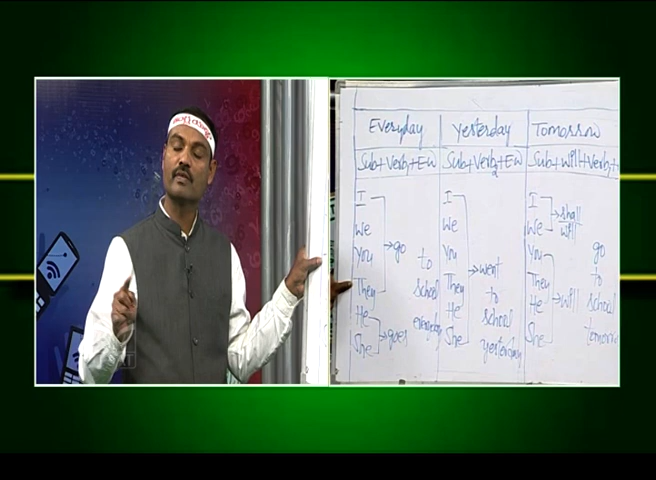 Everyday Yesterday Tomorrow
Sub+Verb1+EW Sub+Verb2+EW Sub+will+Verb1+
I I I
shall
We We We will
You go You You go
to went to
They school They They school
to
He everyday He He will tomorrow
school
She goes She She
yesterday